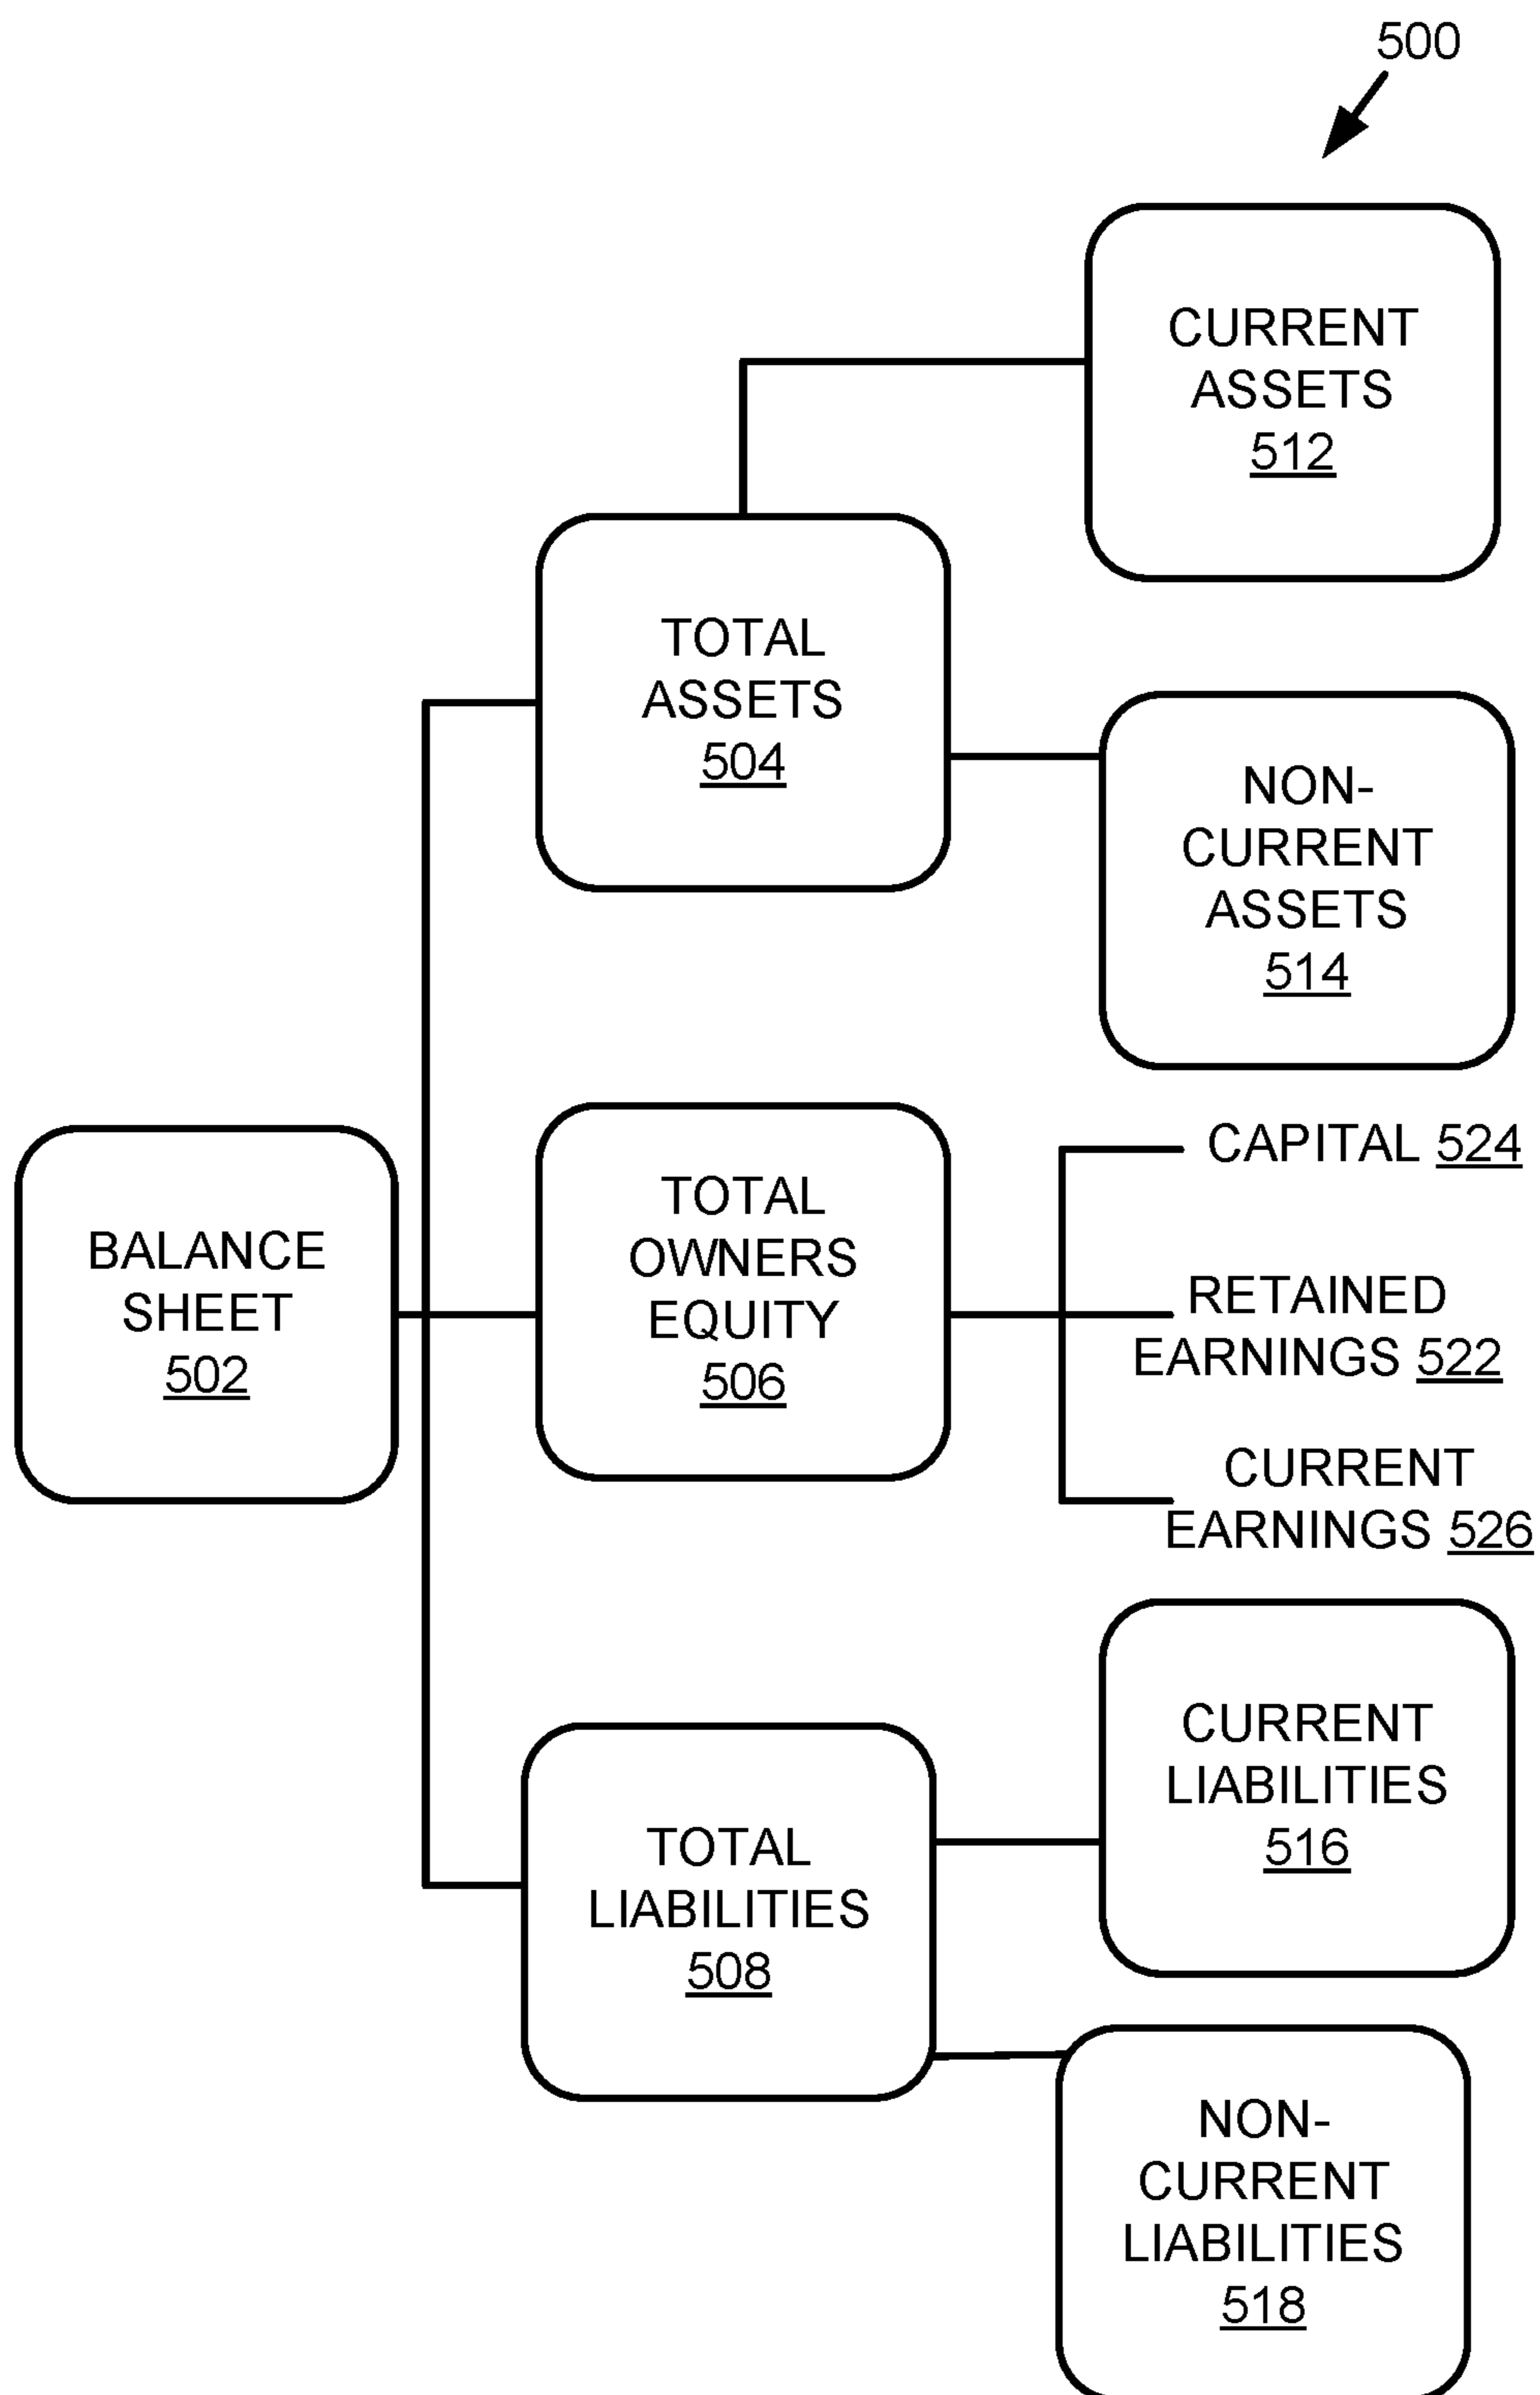 500
CURRENT
ASSETS
512
TOTAL
ASSETS
504
NON-
CURRENT
ASSETS
514
BALANCE
SHEET
502
TOTAL
OWNERS
EQUITY
506
CAPITAL 524
RETAINED
EARNINGS 522
CURRENT
EARNINGS 526
TOTAL
LIABILITIES
508
CURRENT
LIABILITIES
516
NON-
CURRENT
LIABILITIES
518